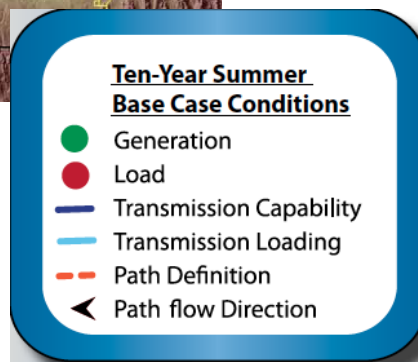 Ten-Year Summer
Base Case Conditions
Generation
Load
Transmission Capability
Transmission Loading
Path Definition
Path flow Direction